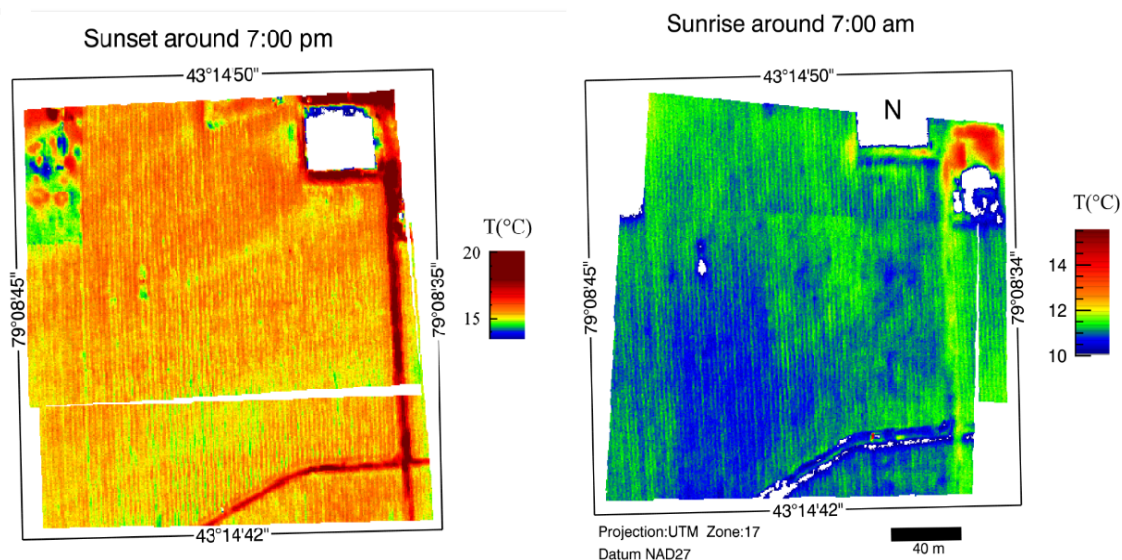 Sunset around 7:00 pm
43°14'50"
79°08'45"
79°08'35"
43°14'42"
T(°C)
20
15
Sunrise around 7:00 am
43°14'50"
N
79°08'45"
79°08'34"
43°14'42"
T(°C)
14
12
10
Projection:UTM Zone:17
Datum NAD27
40 m